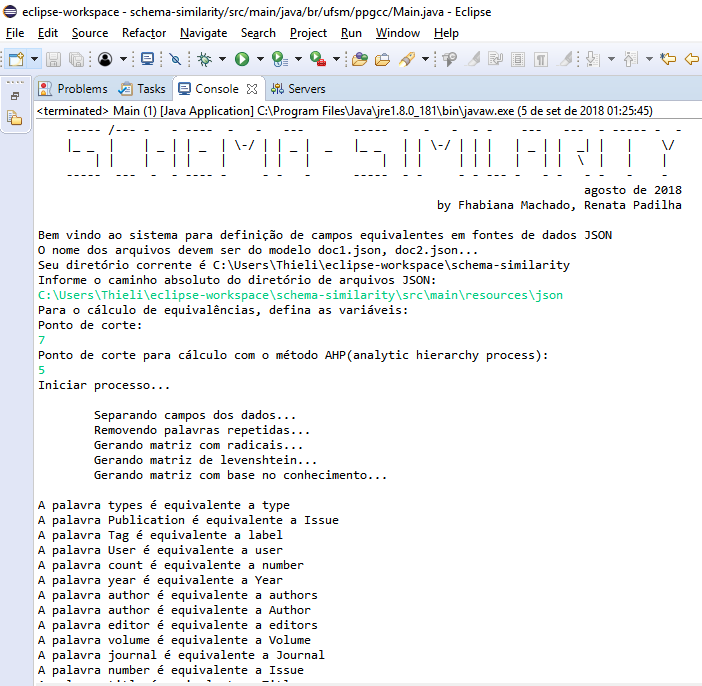 eclipse-workspace - schema-similarity/src/main/java/br/ufsm/ppgcc/Main.java - Eclipse
File Edit Source Refactor Navigate Search Project Run Window Help
Problems Tasks Console Servers
<terminated> Main (1) [Java Application] C:\Program Files\Java\jre1.8.0_181\bin\javaw.exe (5 de set de 2018 01:25:45)
SCHEMA-SIMILARITY
agosto de 2018
by Fhabiana Machado, Renata Padilha
Bem vindo ao sistema para definição de campos equivalentes em fontes de dados JSON
O nome dos arquivos devem ser do modelo doc1.json, doc2.json...
Seu diretório corrente é C:\Users\Thieli\eclipse-workspace\schema-similarity
Informe o caminho absoluto do diretório de arquivos JSON:
C:\Users\Thieli\eclipse-workspace\schema-similarity\src\main\resources\json
Para o cálculo de equivalências, defina as variáveis:
Ponto de corte:
7
Ponto de corte para cálculo com o método AHP(analytic hierarchy process):
5
Iniciar processo...
Separando campos dos dados...
Removendo palavras repetidas...
Gerando matriz com radicais...
Gerando matriz de levenshtein...
Gerando matriz com base no conhecimento...
A palavra types é equivalente a type
A palavra Publication é equivalente a Issue
A palavra Tag é equivalente a label
A palavra User é equivalente a user
A palavra count é equivalente a number
A palavra year é equivalente a Year
A palavra author é equivalente a authors
A palavra author é equivalente a Author
A palavra editor é equivalente a editors
A palavra volume é equivalente a Volume
A palavra journal é equivalente a Journal
A palavra number é equivalente a Issue